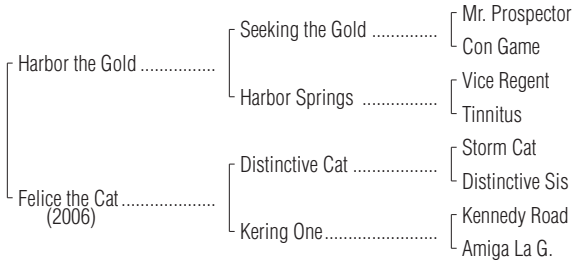 Mr. Prospector
Seeking the Gold ..............
Con Game
Harbor the Gold ................
Vice Regent
Harbor Springs ................
Tinnitus
Storm Cat
Distinctive Cat ..................
Distinctive Sis
Felice the Cat....................
(2006)
Kennedy Road
Kering One........................
Amiga La G.